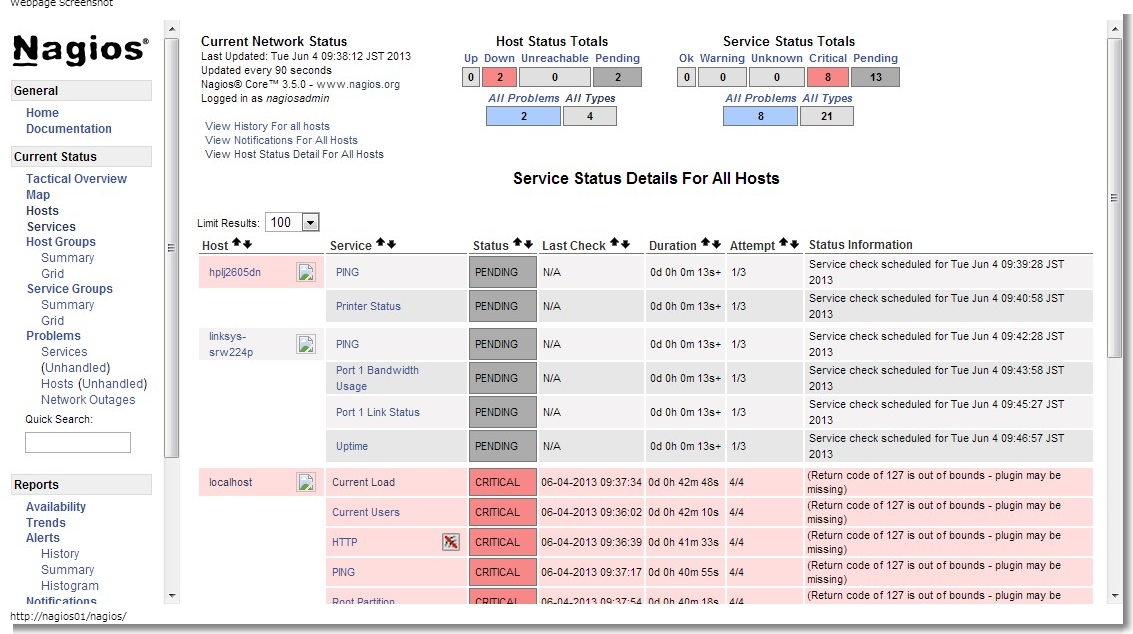 Webpage Screenshot
Nagios®
General
Home
Documentation
Current Status
Tactical Overview
Map
Hosts
Services
Host Groups
Summary
Grid
Service Groups
Summary
Grid
Problems
Services
(Unhandled)
Hosts (Unhandled)
Network Outages
Quick Search:
Reports
Availability
Trends
Alerts
History
Summary
Histogram
Notifications
Current Network Status
Last Updated: Tue Jun 4 09:38:12 JST 2013
Updated every 90 seconds
Nagios® Core™ 3.5.0 - www.nagios.org
Logged in as nagiosadmin
View History For all hosts
View Notifications For All Hosts
View Host Status Detail For All Hosts
Host Status Totals
Up Down Unreachable Pending
0 2 0 2
All Problems All Types
2 4
Service Status Totals
Ok Warning Unknown Critical Pending
0 0 0 8 13
All Problems All Types
8 21
Service Status Details For All Hosts
Limit Results: 100
Host Service Status Last Check Duration Attempt Status Information
hplj2605dn PING PENDING N/A 0d 0h 0m 13s+ 1/3 Service check scheduled for Tue Jun 4 09:39:28 JST
2013
Printer Status PENDING N/A 0d 0h 0m 13s+ 1/3 Service check scheduled for Tue Jun 4 09:40:58 JST
2013
linksys-
srw224p PING PENDING N/A 0d 0h 0m 13s+ 1/3 Service check scheduled for Tue Jun 4 09:42:28 JST
2013
Port 1 Bandwidth
Usage PENDING N/A 0d 0h 0m 13s+ 1/3 Service check scheduled for Tue Jun 4 09:43:58 JST
2013
Port 1 Link Status PENDING N/A 0d 0h 0m 13s+ 1/3 Service check scheduled for Tue Jun 4 09:45:27 JST
2013
Uptime PENDING N/A 0d 0h 0m 13s+ 1/3 Service check scheduled for Tue Jun 4 09:46:57 JST
2013
localhost Current Load CRITICAL 06-04-2013 09:37:34 0d 0h 42m 48s 4/4 (Return code of 127 is out of bounds - plugin may be
missing)
Current Users CRITICAL 06-04-2013 09:36:02 0d 0h 42m 10s 4/4 (Return code of 127 is out of bounds - plugin may be
missing)
HTTP CRITICAL 06-04-2013 09:36:39 0d 0h 41m 33s 4/4 (Return code of 127 is out of bounds - plugin may be
missing)
PING CRITICAL 06-04-2013 09:37:17 0d 0h 40m 55s 4/4 (Return code of 127 is out of bounds - plugin may be
missing)
Root Partition CRITICAL 06-04-2013 09:37:54 0d 0h 40m 18s 4/4 (Return code of 127 is out of bounds - plugin may be
http://nagios01/nagios/